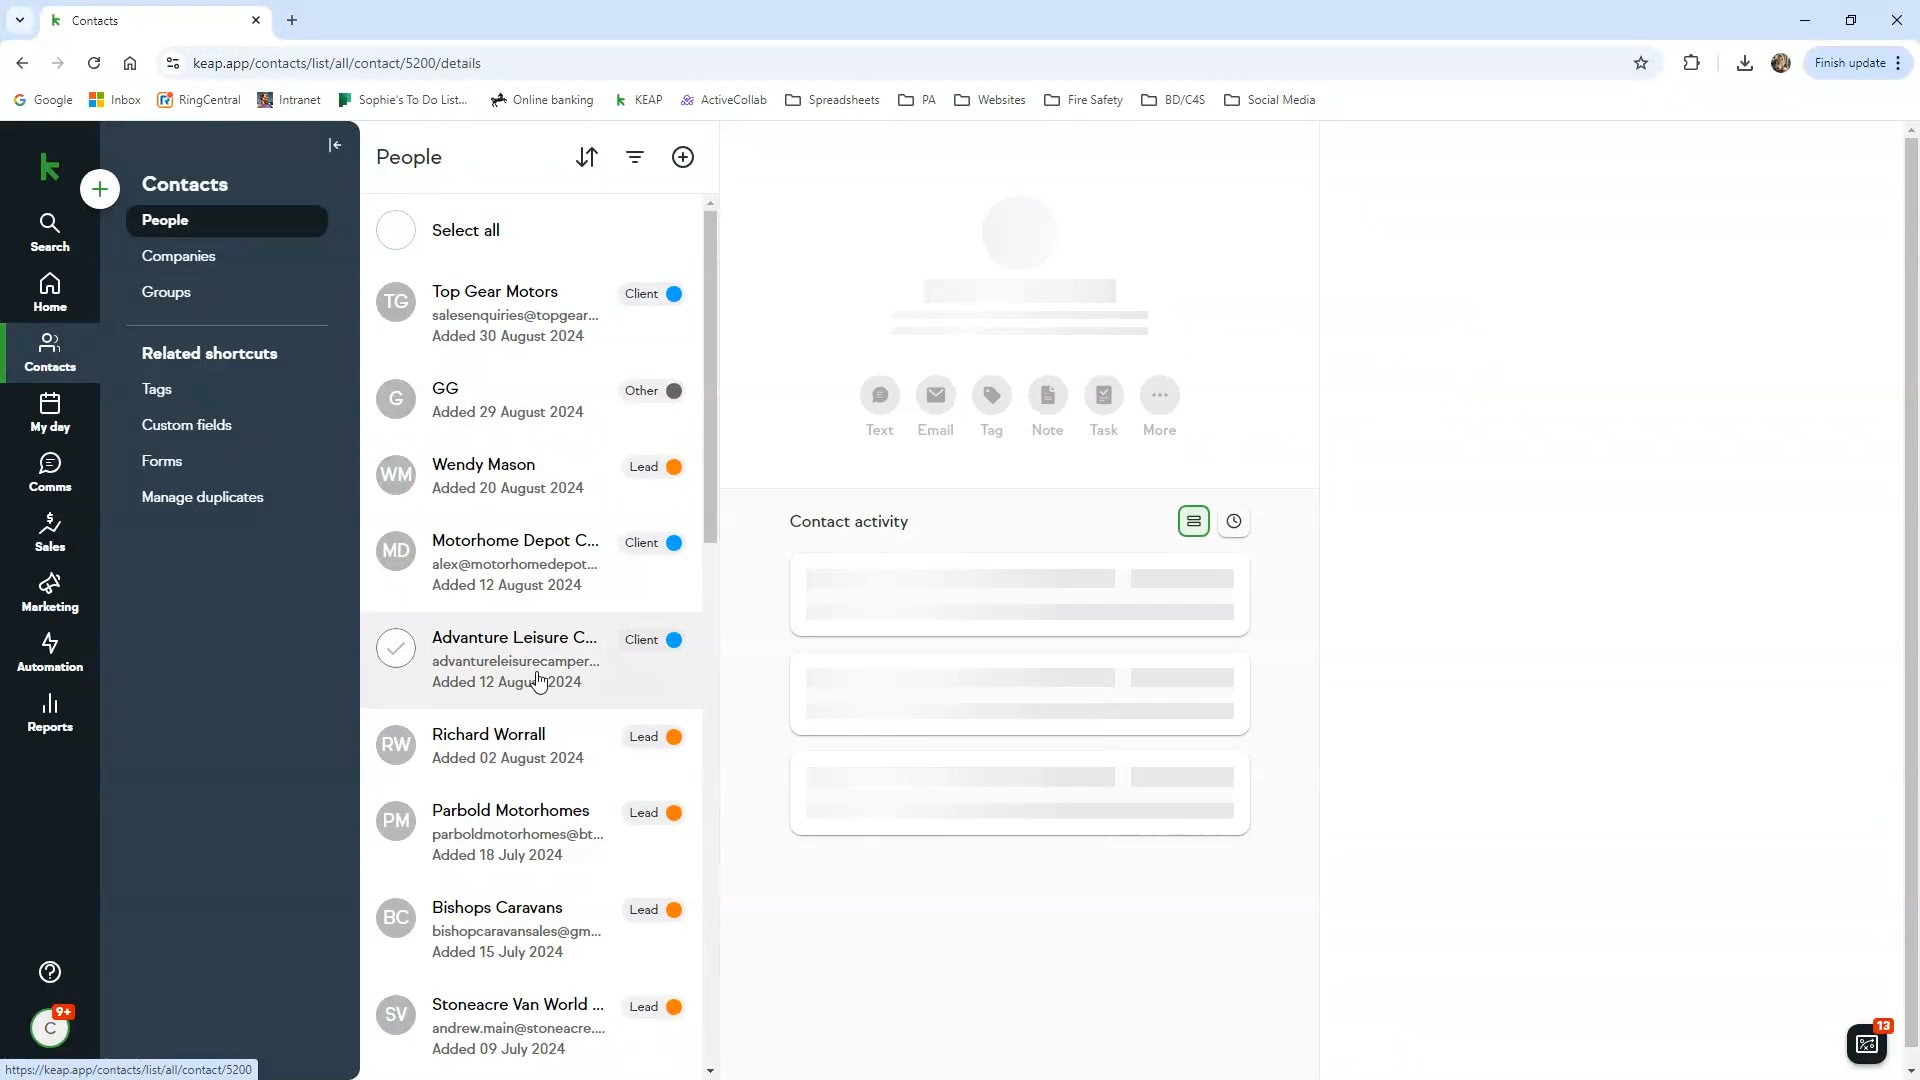 Contacts
keap.app/contacts/list/all/contact/5200/details
Finish update
Google
Inbox
RingCentral
Intranet
Sophie's To Do List...
Online banking
KEAP
ActiveCollab
Spreadsheets
PA
Websites
Fire Safety
BD/C4S
Social Media
Search
Home
Contacts
My day
Comms
Sales
Marketing
Automation
Reports
9+
C
Contacts
People
Companies
Groups
Related shortcuts
Tags
Custom fields
Forms
Manage duplicates
People
Select all
TG
Top Gear Motors
Client
salesenquiries@topgear...
Added 30 August 2024
G
GG
Other
Added 29 August 2024
WM
Wendy Mason
Lead
Added 20 August 2024
MD
Motorhome Depot C...
Client
alex@motorhomedepot...
Added 12 August 2024
Advanture Leisure C...
Client
advantureleisurecamper...
Added 12 August 2024
RW
Richard Worrall
Lead
Added 02 August 2024
PM
Parbold Motorhomes
Lead
parboldmotorhomes@bt...
Added 18 July 2024
BC
Bishops Caravans
Lead
bishopcaravansales@gm...
Added 15 July 2024
SV
Stoneacre Van World ...
Lead
andrew.main@stoneacre....
Added 09 July 2024
Text
Email
Tag
Note
Task
More
Contact activity
13
https://keap.app/contacts/list/all/contact/5200